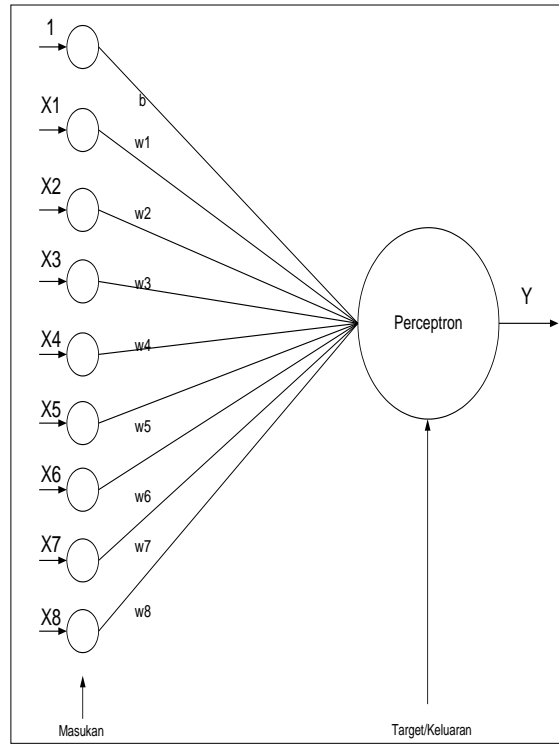 1
b
X1
w1
X2
w2
X3
w3
X4
w4
X5
w5
X6
w6
X7
w7
X8
w8
Perceptron
Y
Masukan
Target/Keluaran